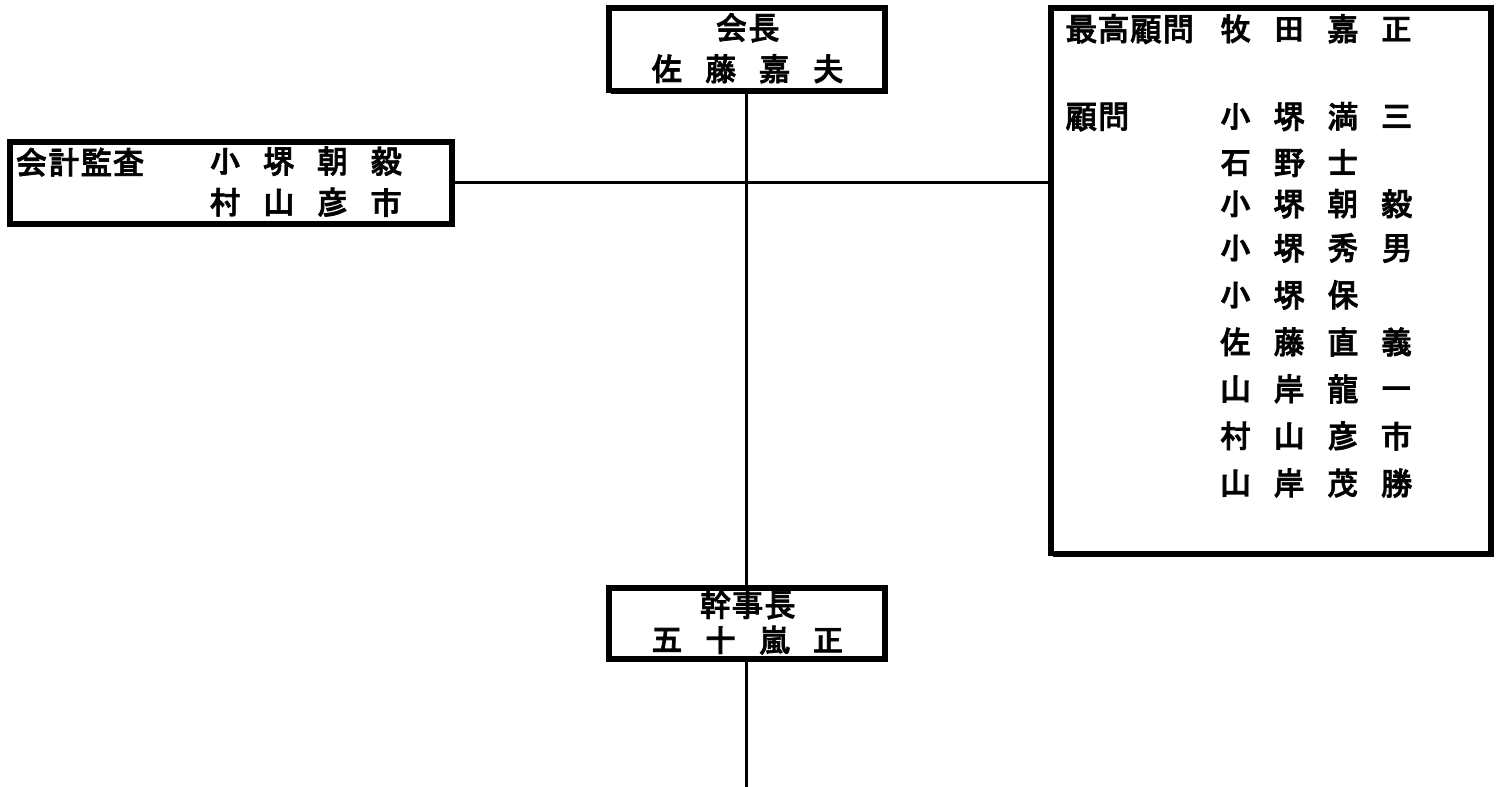 会長
佐藤嘉夫
最高顧問 牧田嘉正
顧問 小堺満三
石野士
小堺朝毅
小堺秀男
小堺保
佐藤直義
山岸龍一
村山彦市
山岸茂勝
会計監査 小堺朝毅
村山彦市
幹事長
五十嵐正